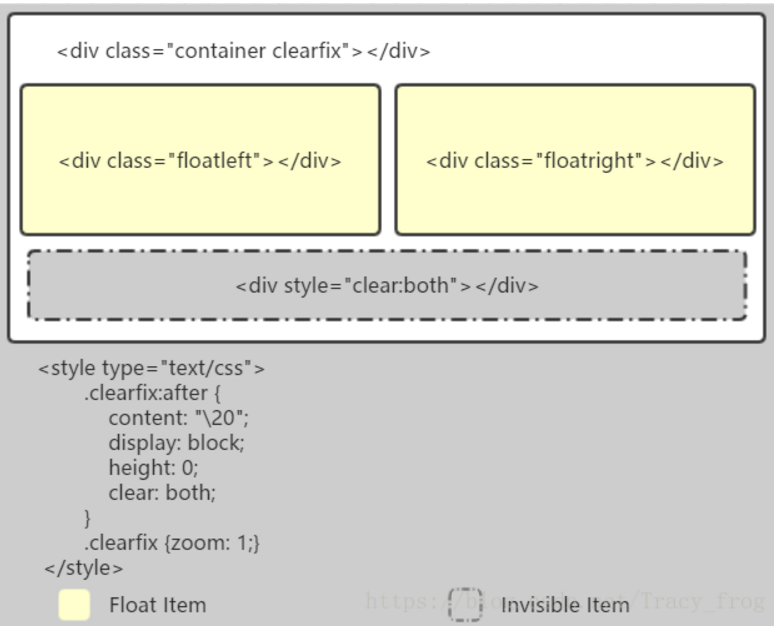 <div class="container clearfix"></div>
<div class="floatleft"></div>
<div class="floatright"></div>
<div style="clear:both"></div>
<style type="text/css">
.clearfix:after {
content: "\20";
display: block;
height: 0;
clear: both;
}
.clearfix {zoom: 1;}
</style>
Float Item
Invisible Item
/Tracy_frog